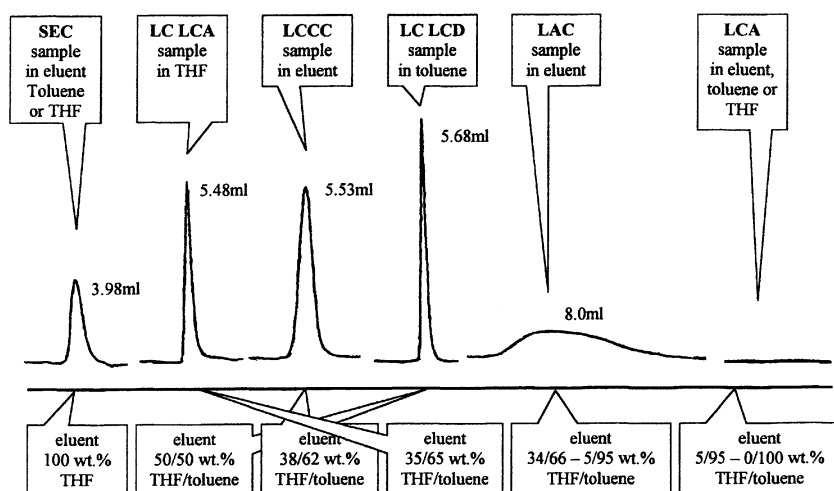 SEC
sample
in eluent
Toluene
or THF
LC LCA
sample
in THF
LCCC
sample
in eluent
LC LCD
sample
in toluene
LAC
sample
in eluent
LCA
sample
in eluent,
toluene or
THF
3.98ml
5.48ml
5.53ml
5.68ml
8.0ml
eluent
100 wt.%
THF
eluent
50/50 wt.%
THF/toluene
eluent
38/62 wt.%
THF/toluene
eluent
35/65 wt.%
THF/toluene
eluent
34/66 – 5/95 wt.%
THF/toluene
eluent
5/95 – 0/100 wt.%
THF/toluene